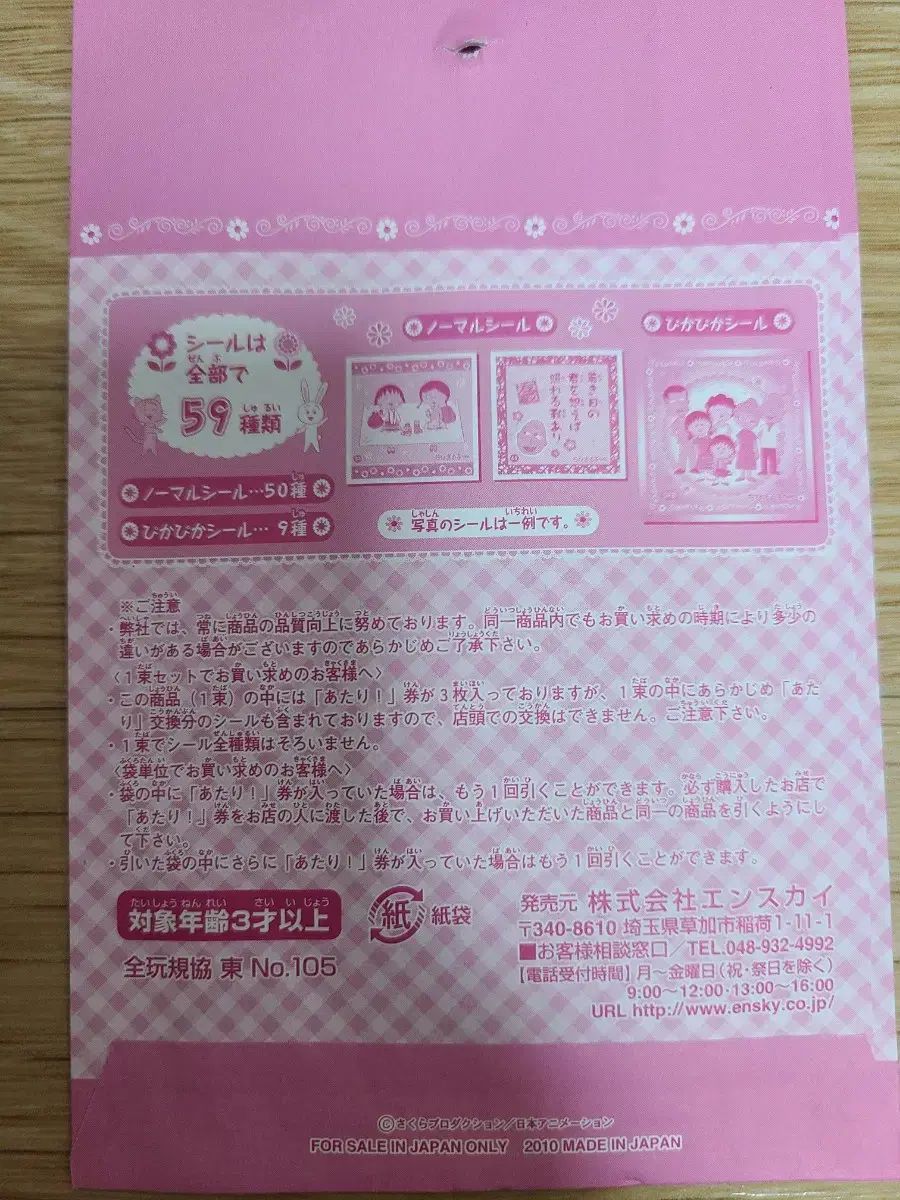 シールは
全部で
59種類
ノーマルシール…50種
ぴかぴかシール…9種
ノーマルシール
ぴかぴかシール
写真のシールは一例です。
※ご注意
・弊社では、常に商品の品質向上に努めております。同一商品内でもお買い求めの時期により多少の
違いがある場合がございますのであらかじめご了承下さい。
〈1束セットでお買い求めのお客様へ〉
・この商品（1束）の中には「あたり！」券が3枚入っておりますが、1束の中にあらかじめ「あた
り」交換分のシールも含まれておりますので、店頭での交換はできません。ご注意下さい。
・1束でシール全種類はそろいません。
〈袋単位でお買い求めのお客様へ〉
・袋の中に「あたり！」券が入っていた場合は、もう1回引くことができます。必ず購入したお店で
「あたり！」券をお店の人に渡した後で、お買い上げいただいた商品と同一の商品を引くようにし
て下さい。
・引いた袋の中にさらに「あたり！」券が入っていた場合はもう1回引くことができます。
対象年齢3才以上
紙 紙袋
全玩規協 東 No.105
発売元 株式会社エンスカイ
〒340-8610 埼玉県草加市稲荷1-11-1
■お客様相談窓口／TEL.048-932-4992
【電話受付時間】月〜金曜日（祝・祭日を除く）
9:00〜12:00・13:00〜16:00
URL http://www.ensky.co.jp/
©さくらプロダクション／日本アニメーション
FOR SALE IN JAPAN ONLY 2010 MADE IN JAPAN